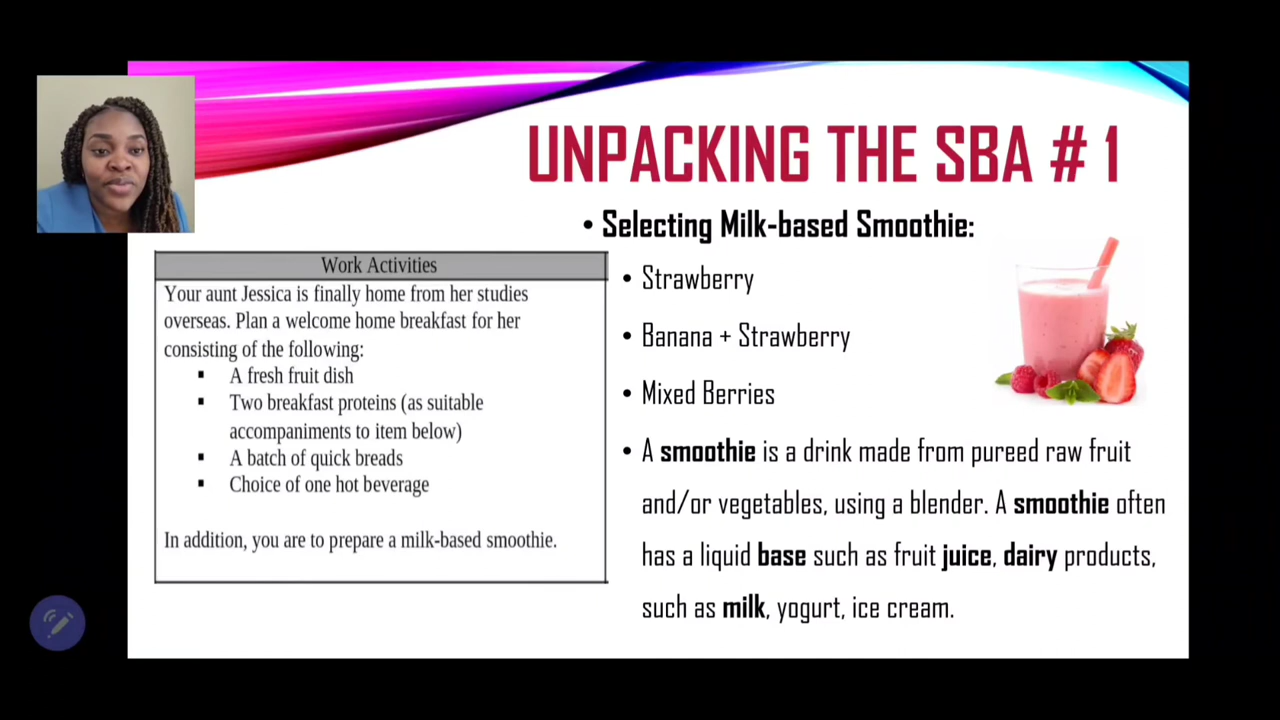 UNPACKING THE SBA # 1
• Selecting Milk-based Smoothie:
• Strawberry
• Banana + Strawberry
• Mixed Berries
• A smoothie is a drink made from pureed raw fruit
and/or vegetables, using a blender. A smoothie often
has a liquid base such as fruit juice, dairy products,
such as milk, yogurt, ice cream.
Work Activities
Your aunt Jessica is finally home from her studies
overseas. Plan a welcome home breakfast for her
consisting of the following:
▪ A fresh fruit dish
▪ Two breakfast proteins (as suitable
accompaniments to item below)
▪ A batch of quick breads
▪ Choice of one hot beverage
In addition, you are to prepare a milk-based smoothie.